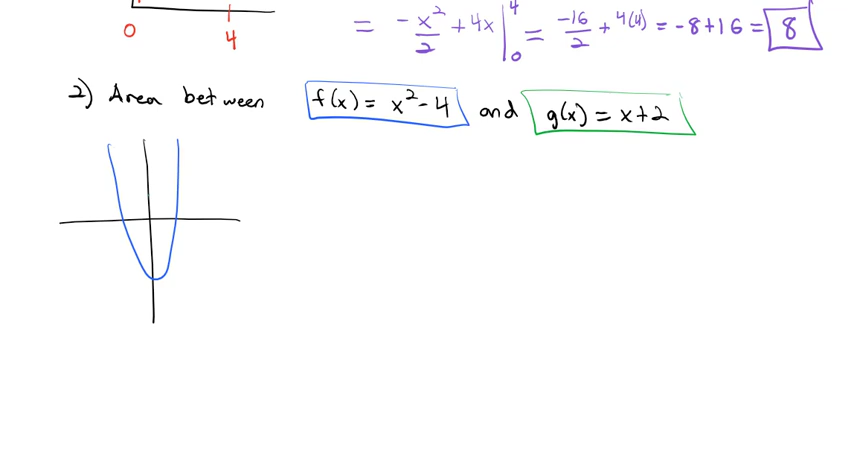 0 4
= -x²/2 + 4x |₀⁴ = -16/2 + 4(4) = -8 + 16 = 8
2) Area between f(x) = x² - 4 and g(x) = x + 2